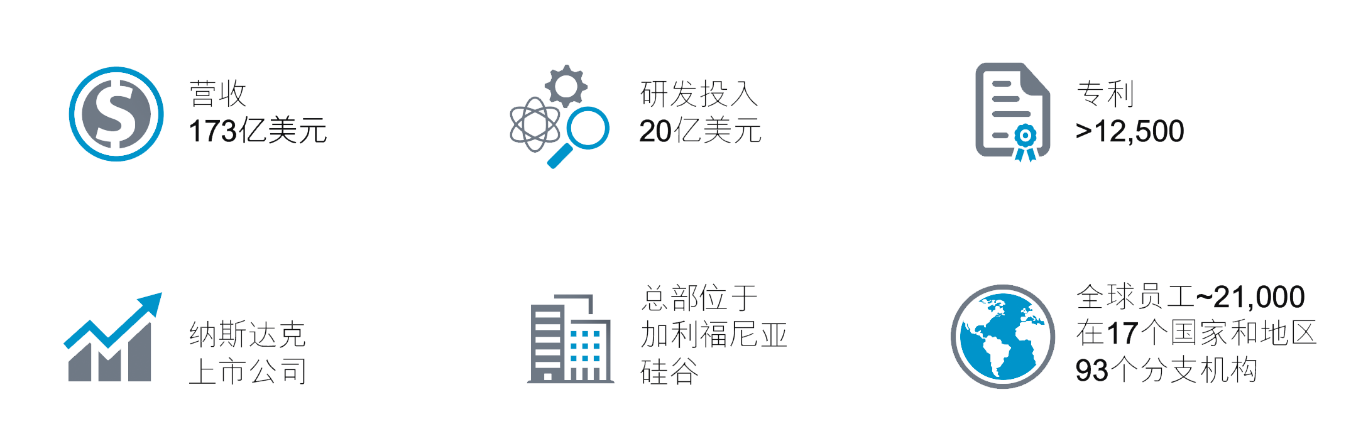 营收
173亿美元
研发投入
20亿美元
专利
>12,500
纳斯达克
上市公司
总部位于
加利福尼亚
硅谷
全球员工~21,000
在17个国家和地区
93个分支机构